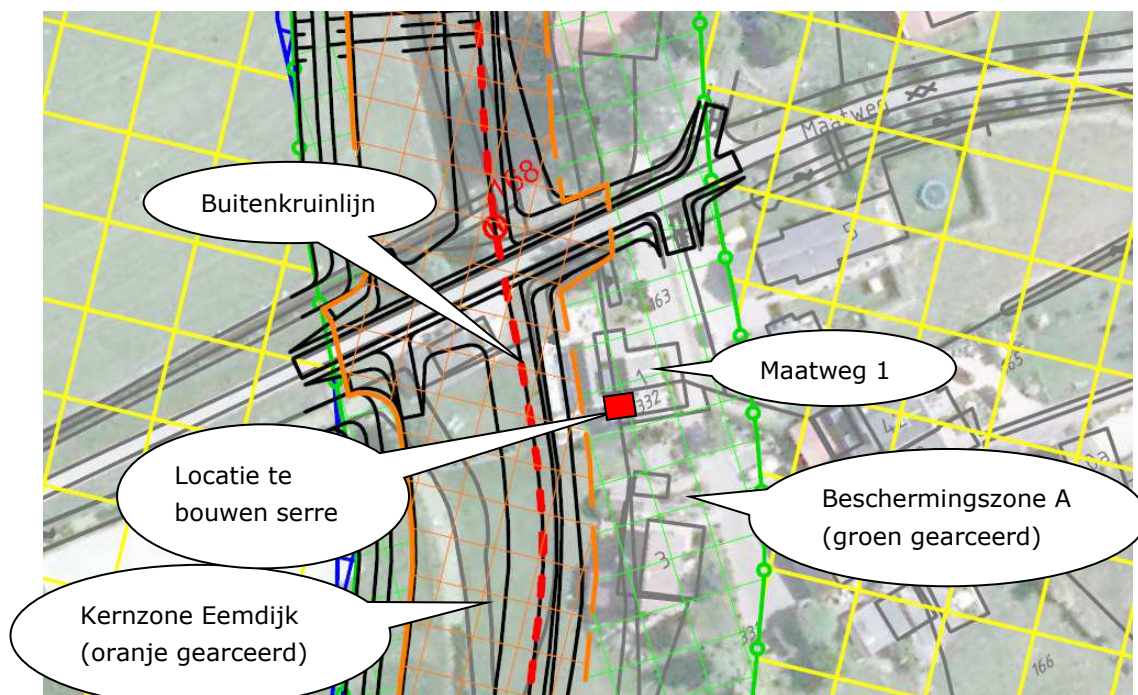 Maatweg
168
Buitenkruinlijn
5
163
Maatweg 1
1
165
332
Locatie te
bouwen serre
Beschermingszone A
(groen gearceerd)
3
Kernzone Eemdijk
(oranje gearceerd)
166